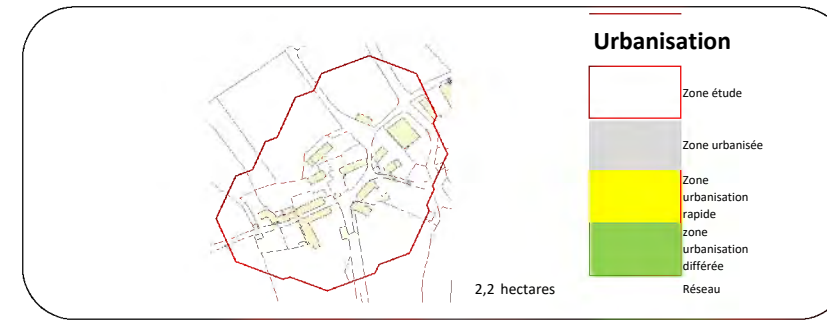 Urbanisation
Zone étude
Zone urbanisée
Zone
urbanisation
rapide
zone
urbanisation
différée
2,2 hectares
Réseau